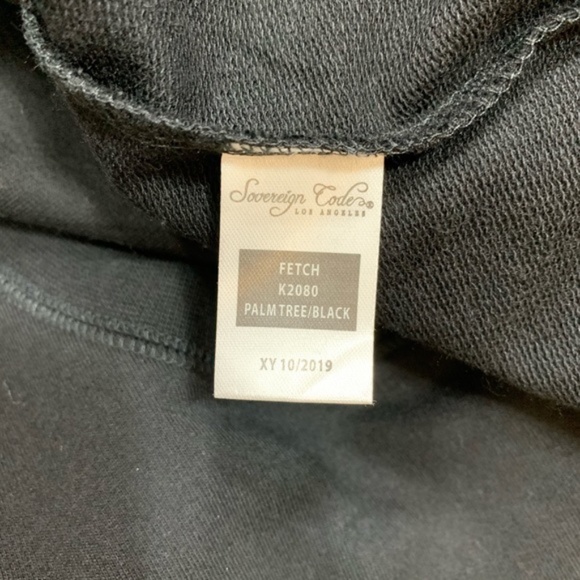 Sovereign Code®
LOS ANGELES
FETCH
K2080
PALM TREE/BLACK
XY 10/2019